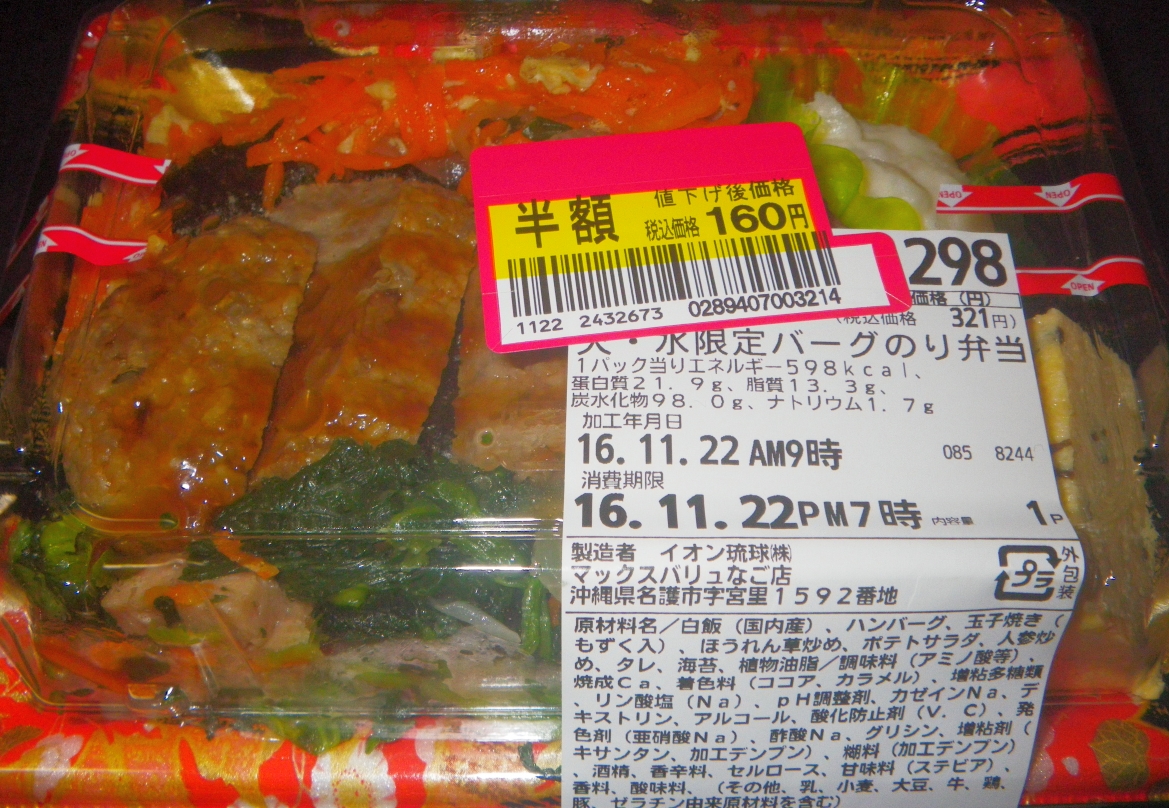 OPEN
OPEN
OPEN
半額
値下げ後価格
税込価格 160円
0289407003214
1122 2432673
298
価格 (円)
(税込価格 321円)
火・水限定バーグのり弁当
1パック当りエネルギー598kcal、
蛋白質21.9g、脂質13.3g、
炭水化物98.0g、ナトリウム1.7g
加工年月日
16.11.22 AM9時 085 8244
消費期限
16.11.22PM7時 内容量 1P
製造者 イオン琉球㈱
マックスバリュなご店
沖縄県名護市字宮里1592番地
プラ 外包装
原材料名/白飯(国内産)、ハンバーグ、玉子焼き(
もずく入)、ほうれん草炒め、ポテトサラダ、人参炒
め、タレ、海苔、植物油脂/調味料(アミノ酸等)、
焼成Ca、着色料(ココア、カラメル)、増粘多糖類
、リン酸塩(Na)、pH調整剤、カゼインNa、デ
キストリン、アルコール、酸化防止剤(V.C)、発
色剤(亜硝酸Na)、酢酸Na、グリシン、増粘剤(
キサンタン、加工デンプン)、糊料(加工デンプン)
、酒精、香辛料、セルロース、甘味料(ステビア)、
香料、酸味料、(その他、乳、小麦、大豆、牛、鶏、
豚、ゼラチン由来原材料を含む)